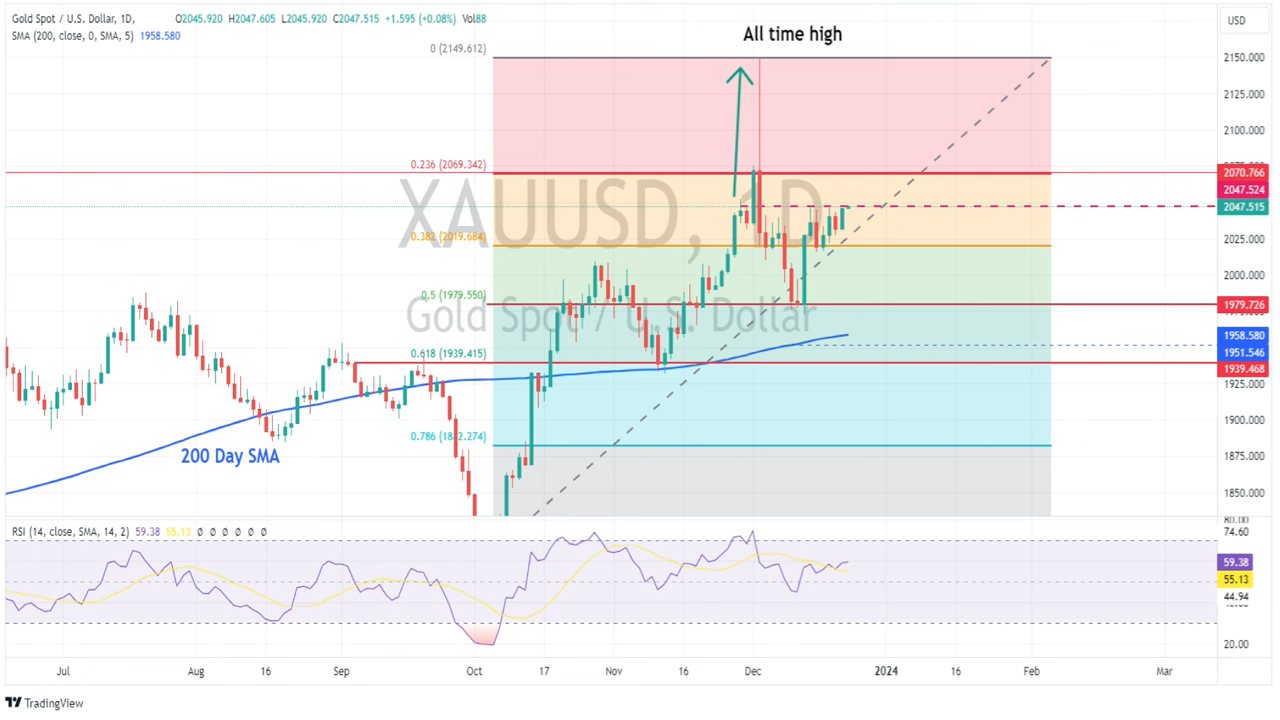 Gold Spot / U.S. Dollar, 1D, O2045.920 H2047.605 L2045.920 C2047.515 +1.595 (+0.08%) Vol88
SMA (200, close, 0, SMA, 5) 1958.580
USD
All time high
0 (2149.612)
2150.000
2125.000
2100.000
0.236 (2069.342)
2070.766
2047.524
2047.515
XAUUSD, 1D
0.382 (2019.684)
2025.000
2000.000
0.5 (1979.550)
1979.726
Gold Spot / U.S. Dollar
1958.580
1951.546
0.618 (1939.415)
1939.468
1925.000
1900.000
200 Day SMA
1875.000
1850.000
RSI (14, close, SMA, 14, 2) 59.38 55.13 Ø Ø Ø Ø Ø Ø
80.00
74.60
59.38
55.13
44.94
20.00
Jul Aug 16 Sep Oct 17 Nov 16 Dec 2024 16 Feb Mar
TradingView